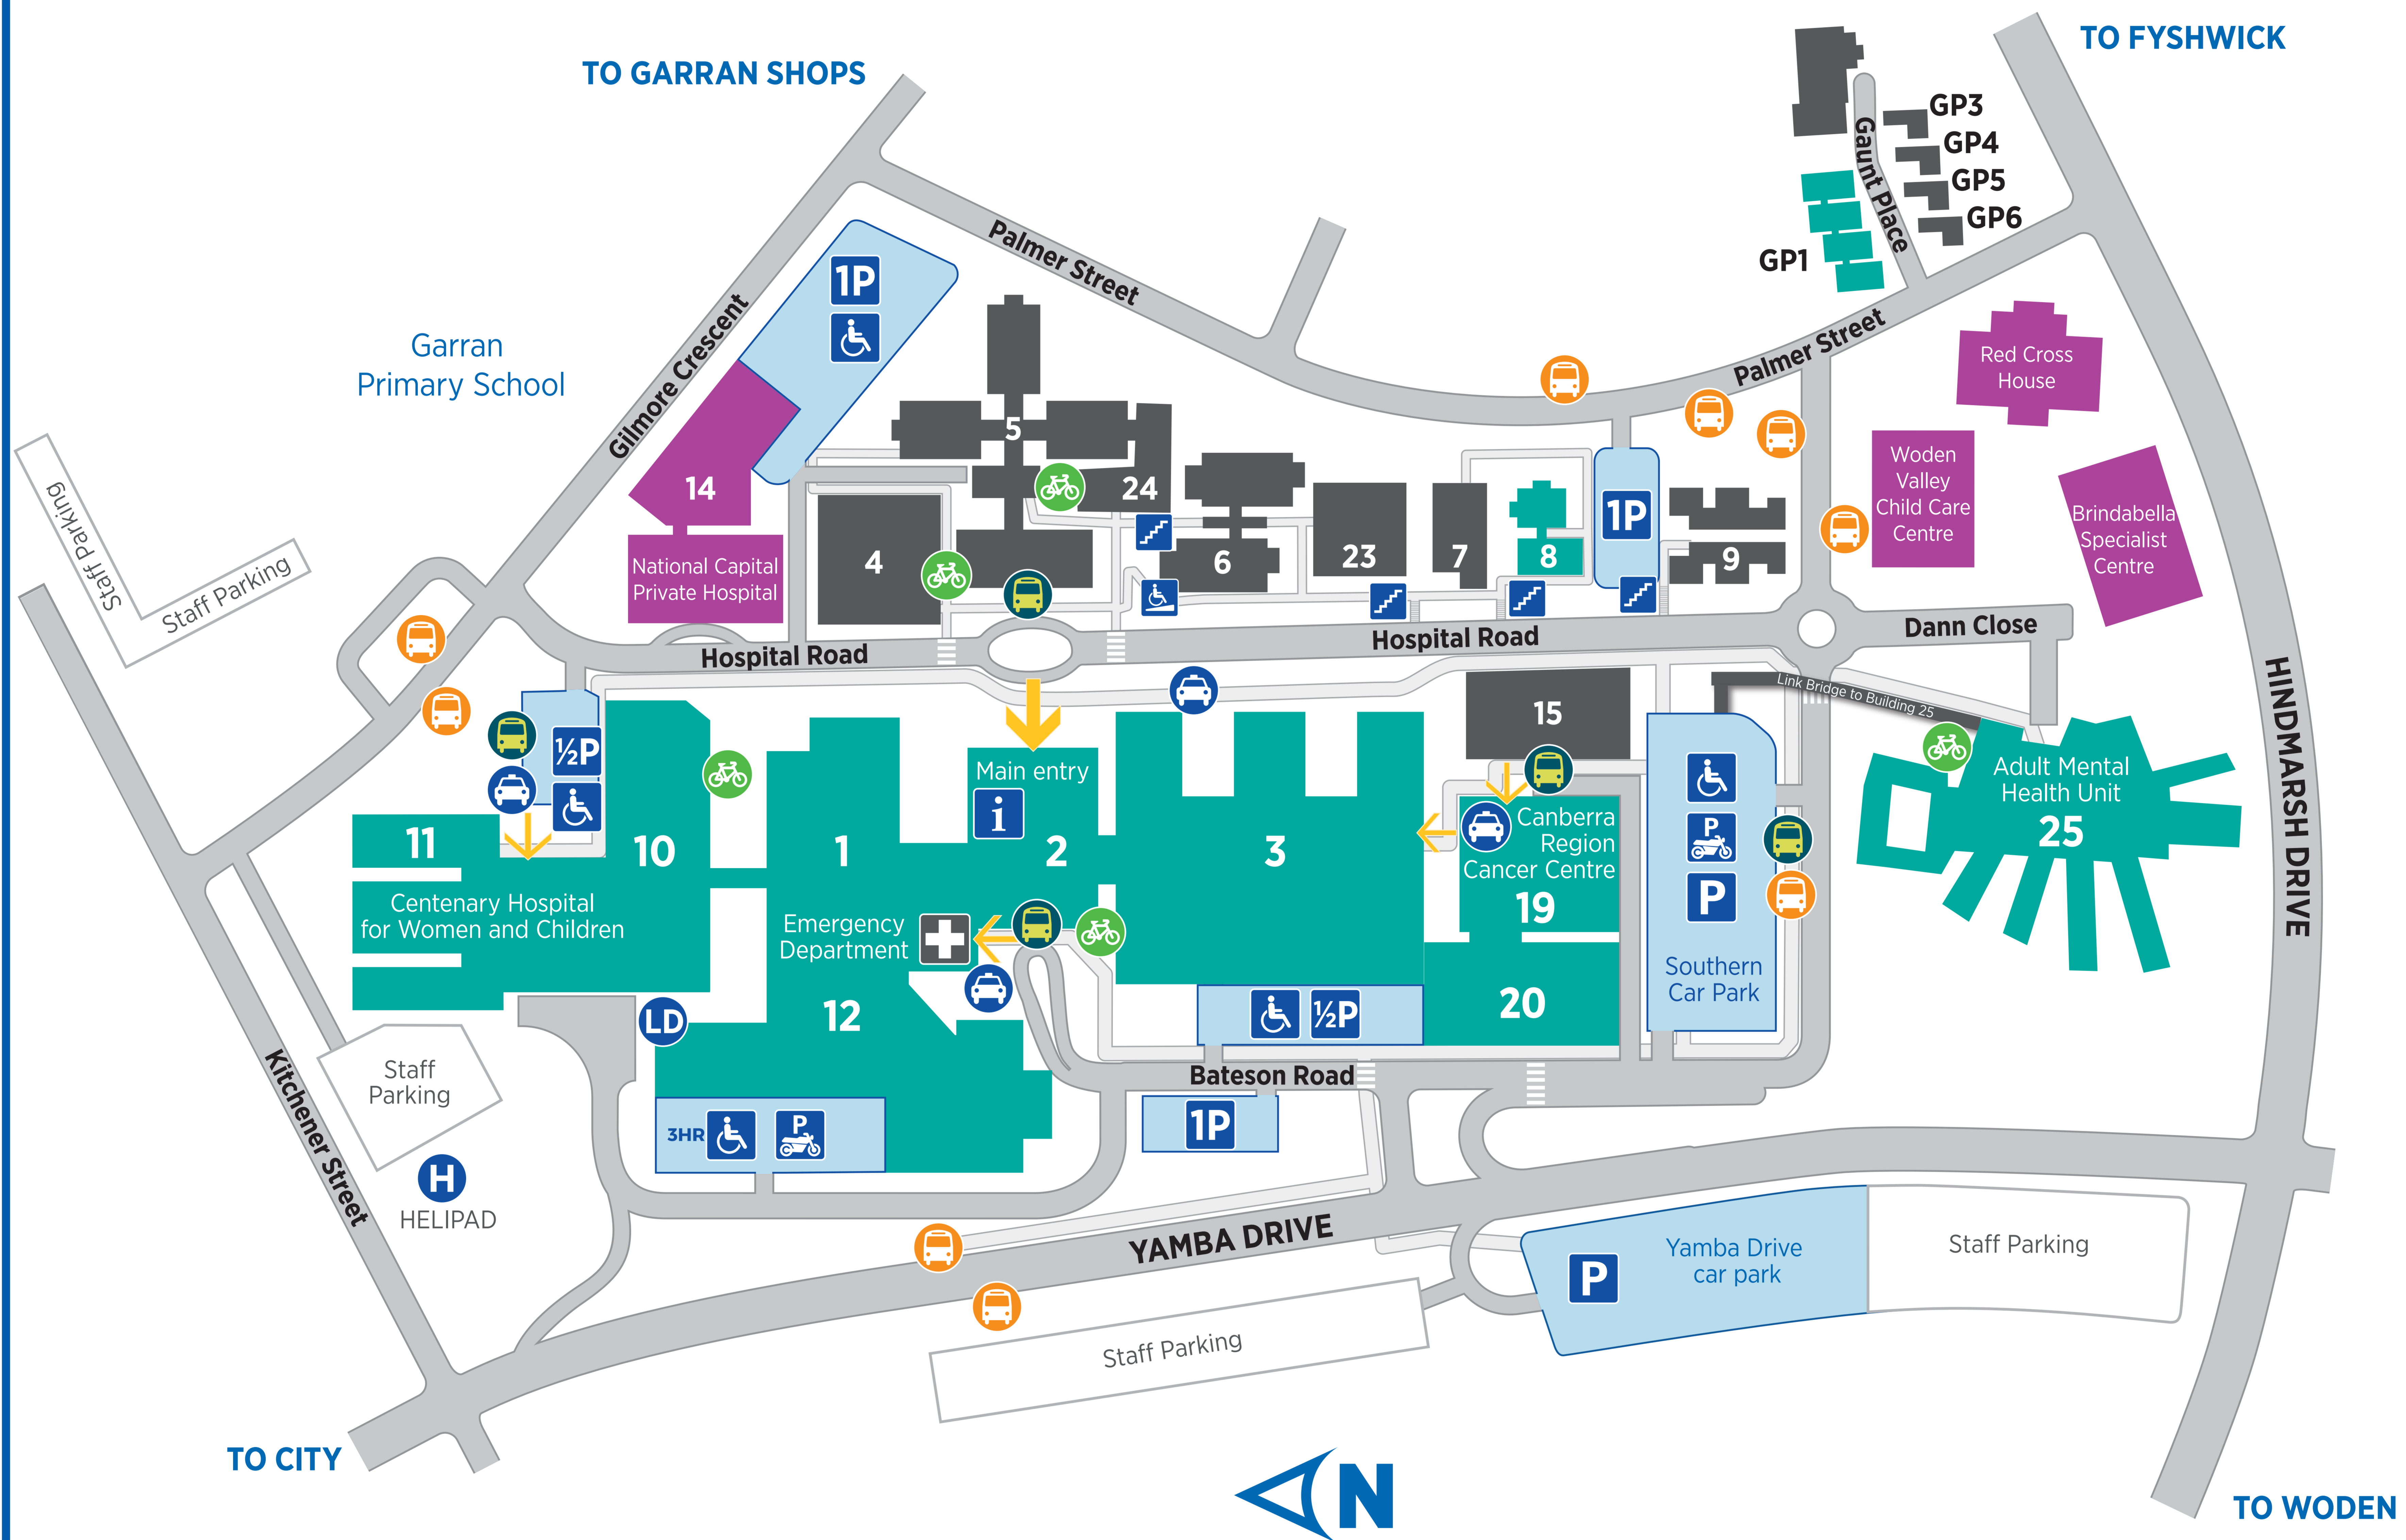 TO GARRAN SHOPS
TO FYSHWICK
GP3
GP4
GP5
GP6
GP1
Gaunt Place
Palmer Street
Palmer Street
1P
Garran
Primary School
Gilmore Crescent
Red Cross
House
Staff Parking
Staff Parking
14
National Capital
Private Hospital
5
24
4
6
23
7
8
1P
9
Woden
Valley
Child Care
Centre
Brindabella
Specialist
Centre
Hospital Road
Hospital Road
Dann Close
Link Bridge to Building 25
HINDMARSH DRIVE
½P
11
10
Centenary Hospital
for Women and Children
1
Main entry
i
2
3
15
Canberra
Region
Cancer Centre
19
20
P
P
Southern
Car Park
Adult Mental
Health Unit
25
Emergency
Department
12
LD
½P
Bateson Road
1P
3HR
P
Staff
Parking
H
HELIPAD
Kitchener Street
YAMBA DRIVE
Staff Parking
P
Yamba Drive
car park
Staff Parking
TO CITY
N
TO WODEN